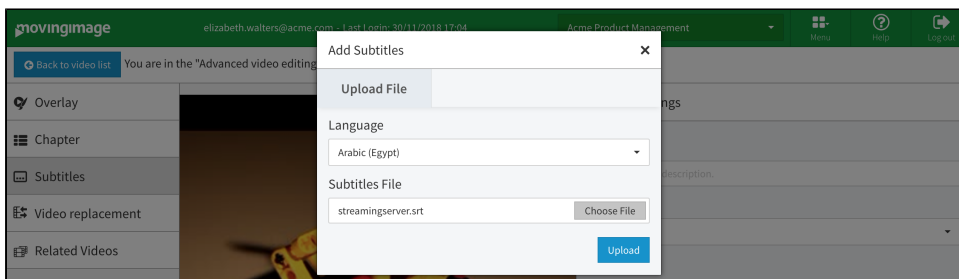 movingimage
elizabeth.walters@acme.com - Last Login: 30/11/2018 17:04
Acme Product Management
Menu
Help
Log out
Back to video list
You are in the "Advanced video editing
Add Subtitles
Upload File
Language
Arabic (Egypt)
Subtitles File
streamingserver.srt
Choose File
Upload
Overlay
Chapter
Subtitles
Video replacement
Related Videos
ngs
description.